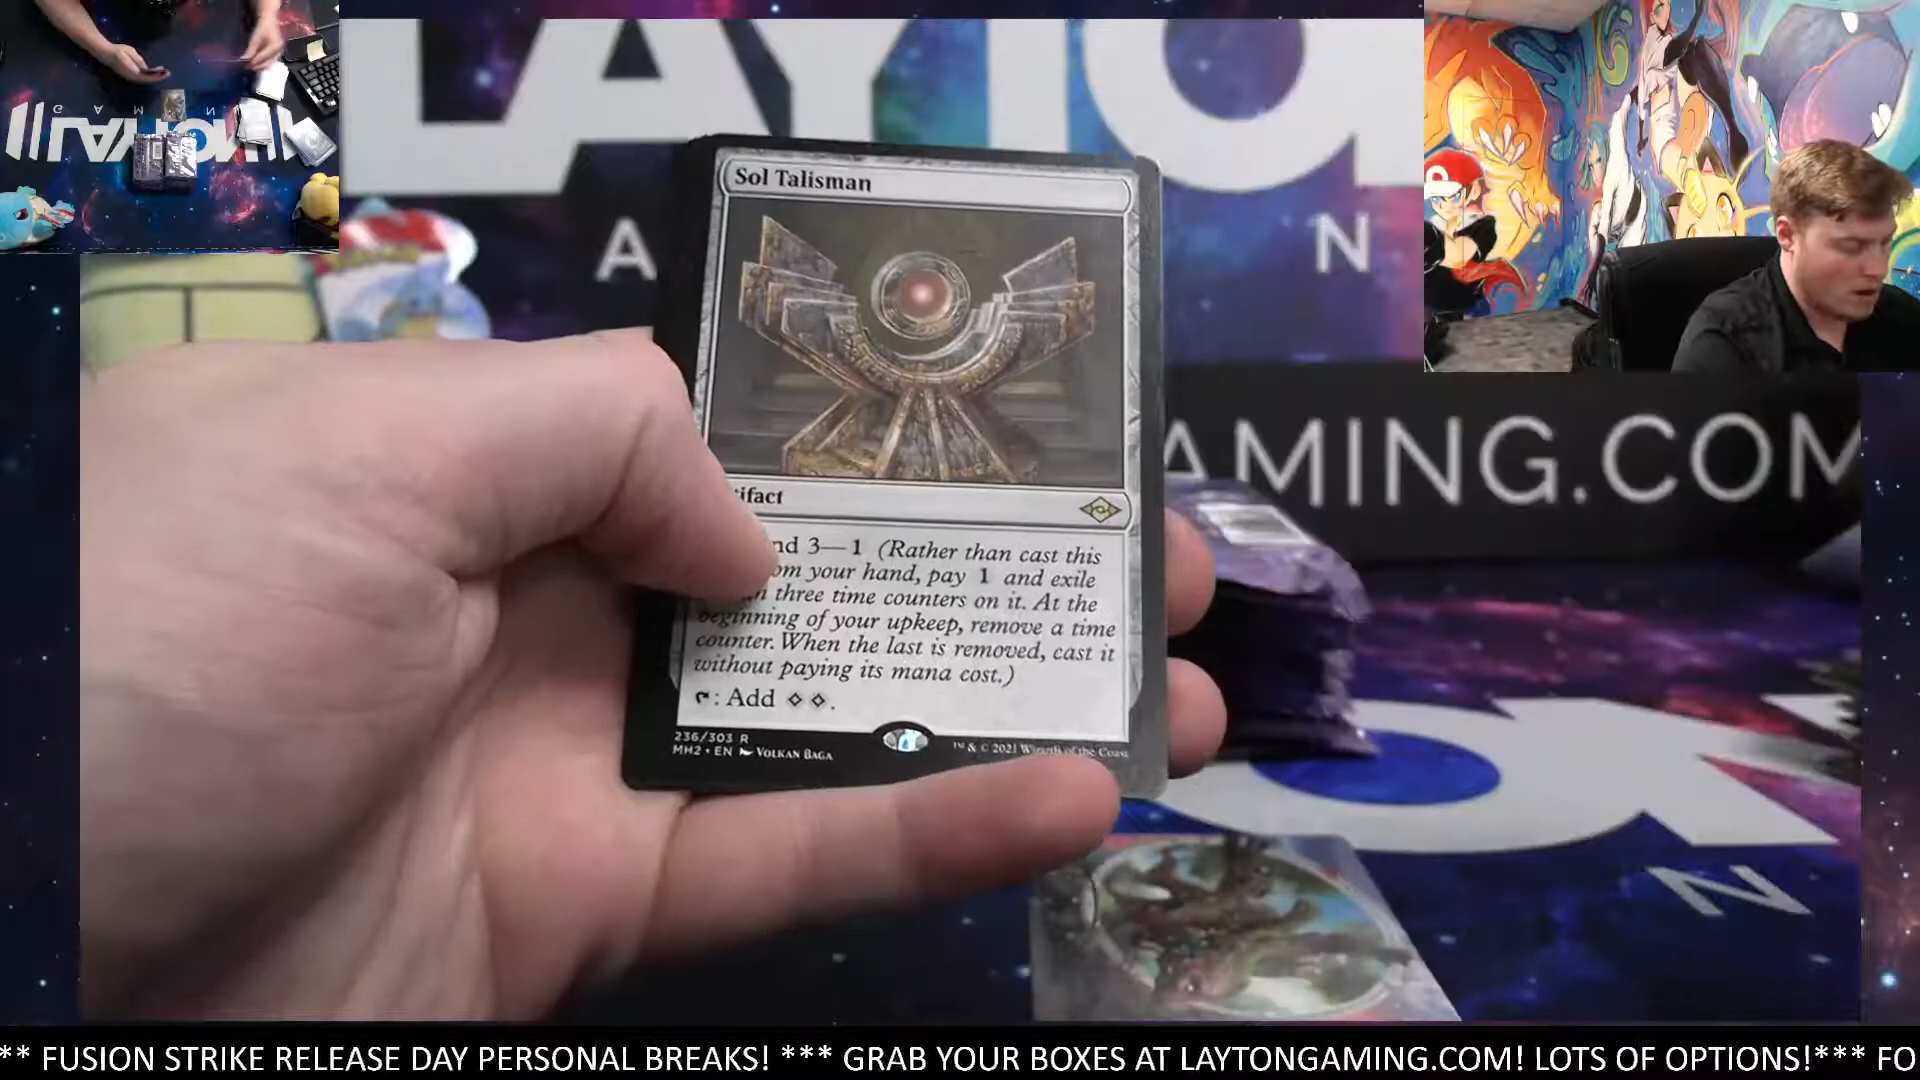 LAYTO
A N
Sol Talisman
tifact
nd 3— 1 (Rather than cast this
om your hand, pay 1 and exile
three time counters on it. At the
beginning of your upkeep, remove a time
counter. When the last is removed, cast it
without paying its mana cost.)
: Add
236/303 R
MH2 • EN VOLKAN BAGA
™ & © 2021 Wizards of the Coast
AMING.COM
N
** FUSION STRIKE RELEASE DAY PERSONAL BREAKS! *** GRAB YOUR BOXES AT LAYTONGAMING.COM! LOTS OF OPTIONS!*** FO